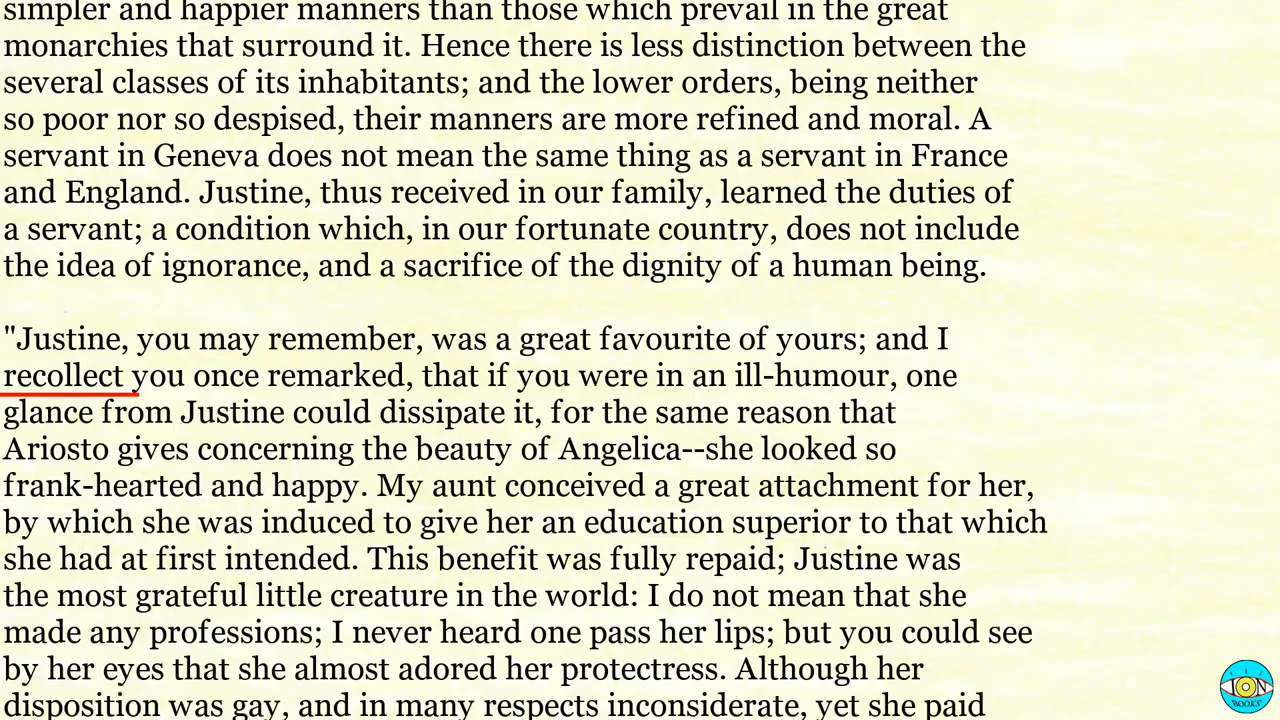 simpler and happier manners than those which prevail in the great
monarchies that surround it. Hence there is less distinction between the
several classes of its inhabitants; and the lower orders, being neither
so poor nor so despised, their manners are more refined and moral. A
servant in Geneva does not mean the same thing as a servant in France
and England. Justine, thus received in our family, learned the duties of
a servant; a condition which, in our fortunate country, does not include
the idea of ignorance, and a sacrifice of the dignity of a human being.
"Justine, you may remember, was a great favourite of yours; and I
recollect you once remarked, that if you were in an ill-humour, one
glance from Justine could dissipate it, for the same reason that
Ariosto gives concerning the beauty of Angelica--she looked so
frank-hearted and happy. My aunt conceived a great attachment for her,
by which she was induced to give her an education superior to that which
she had at first intended. This benefit was fully repaid; Justine was
the most grateful little creature in the world: I do not mean that she
made any professions; I never heard one pass her lips; but you could see
by her eyes that she almost adored her protectress. Although her
disposition was gay, and in many respects inconsiderate, yet she paid
ION
BOOKS